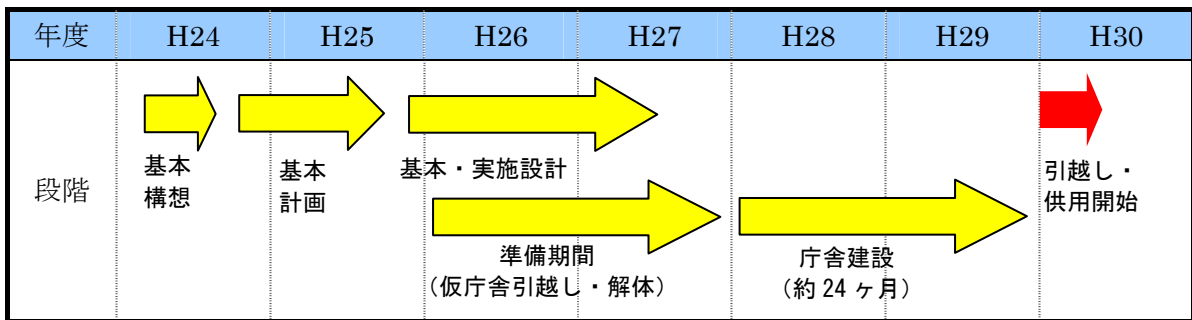 年度 H24 H25 H26 H27 H28 H29 H30
段階
基本
構想
基本
計画
基本・実施設計
準備期間
（仮庁舎引越し・解体）
庁舎建設
（約 24 ヶ月）
引越し・
供用開始